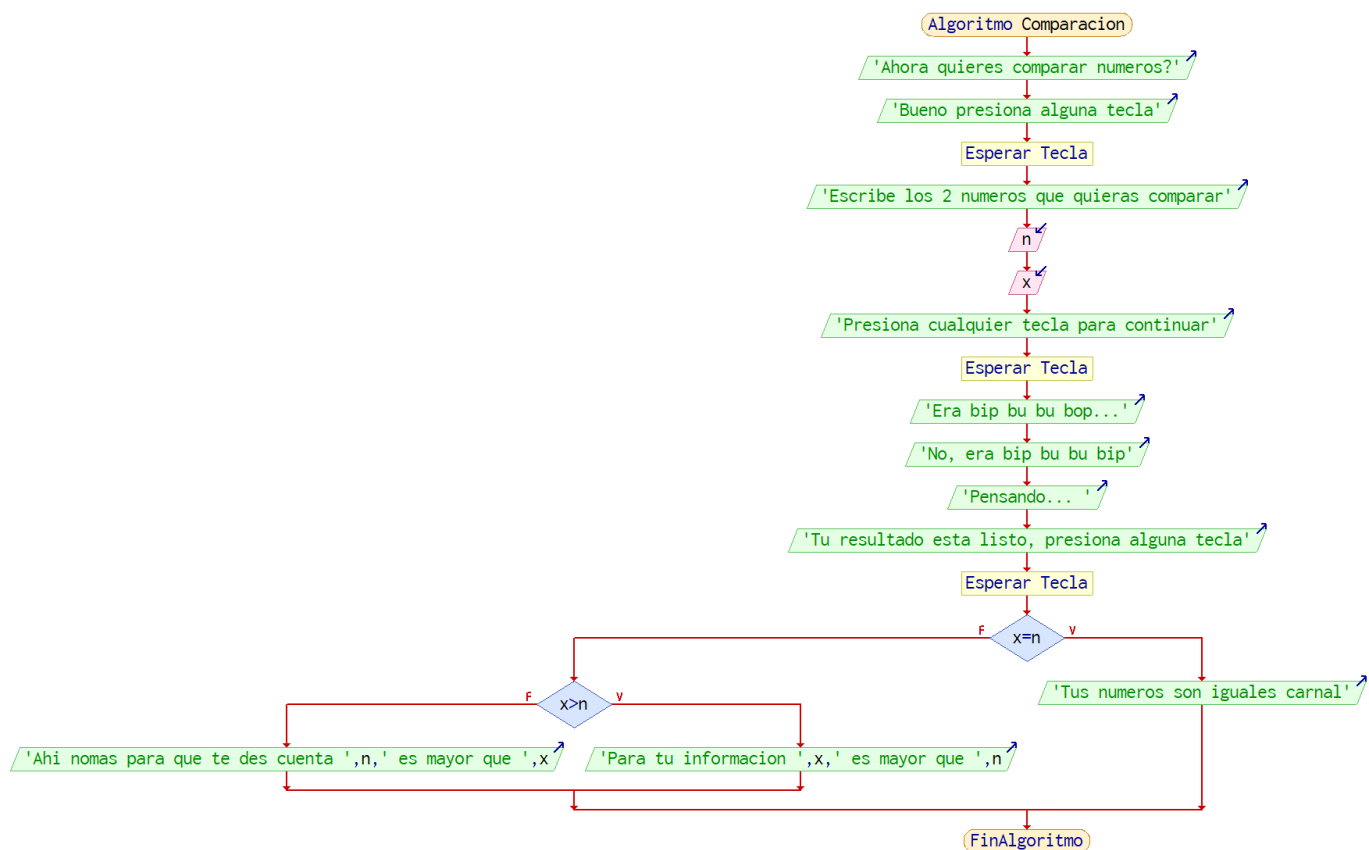 Algoritmo Comparacion
'Ahora quieres comparar numeros?'
'Bueno presiona alguna tecla'
Esperar Tecla
'Escribe los 2 numeros que quieras comparar'
n
x
'Presiona cualquier tecla para continuar'
Esperar Tecla
'Era bip bu bu bop...'
'No, era bip bu bu bip'
'Pensando... '
'Tu resultado esta listo, presiona alguna tecla'
Esperar Tecla
F
x=n
V
F
x>n
V
'Tus numeros son iguales carnal'
'Ahi nomas para que te des cuenta ',n,' es mayor que ',x
'Para tu informacion ',x,' es mayor que ',n
FinAlgoritmo